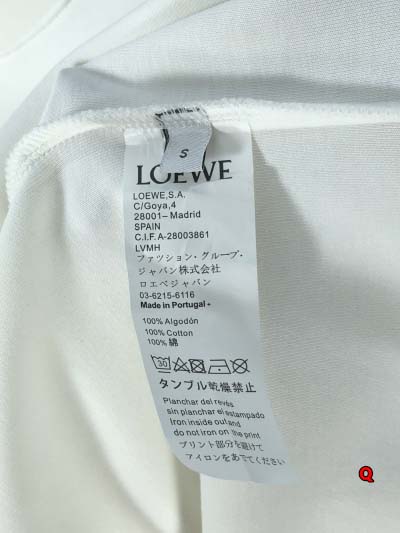 S
LOEWE
LOEWE,S.A.
C/Goya,4
28001– Madrid
SPAIN
C.I.F.A-28003861
LVMH
ファツション・グループ・
ジャパン株式会社
ロエベジャパン
03-6215-6116
Made in Portugal
100% Algodón
100% Cotton
100% 綿
30
タンブル乾燥禁止
Planchar del revés
sin planchar el estampado
Iron inside out and
do not iron on the print
プリント部分を避けて
アイロンをあててください
Q